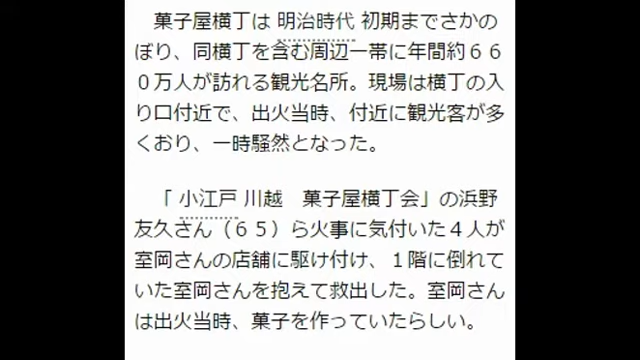 菓子屋横丁は 明治時代 初期までさかの
ぼり、同横丁を含む周辺一帯に年間約６６
０万人が訪れる観光名所。現場は横丁の入
り口付近で、出火当時、付近に観光客が多
くおり、一時騒然となった。
「 小江戸 川越　菓子屋横丁会」の浜野
友久さん（６５）ら火事に気付いた４人が
室岡さんの店舗に駆け付け、１階に倒れて
いた室岡さんを抱えて救出した。室岡さん
は出火当時、菓子を作っていたらしい。